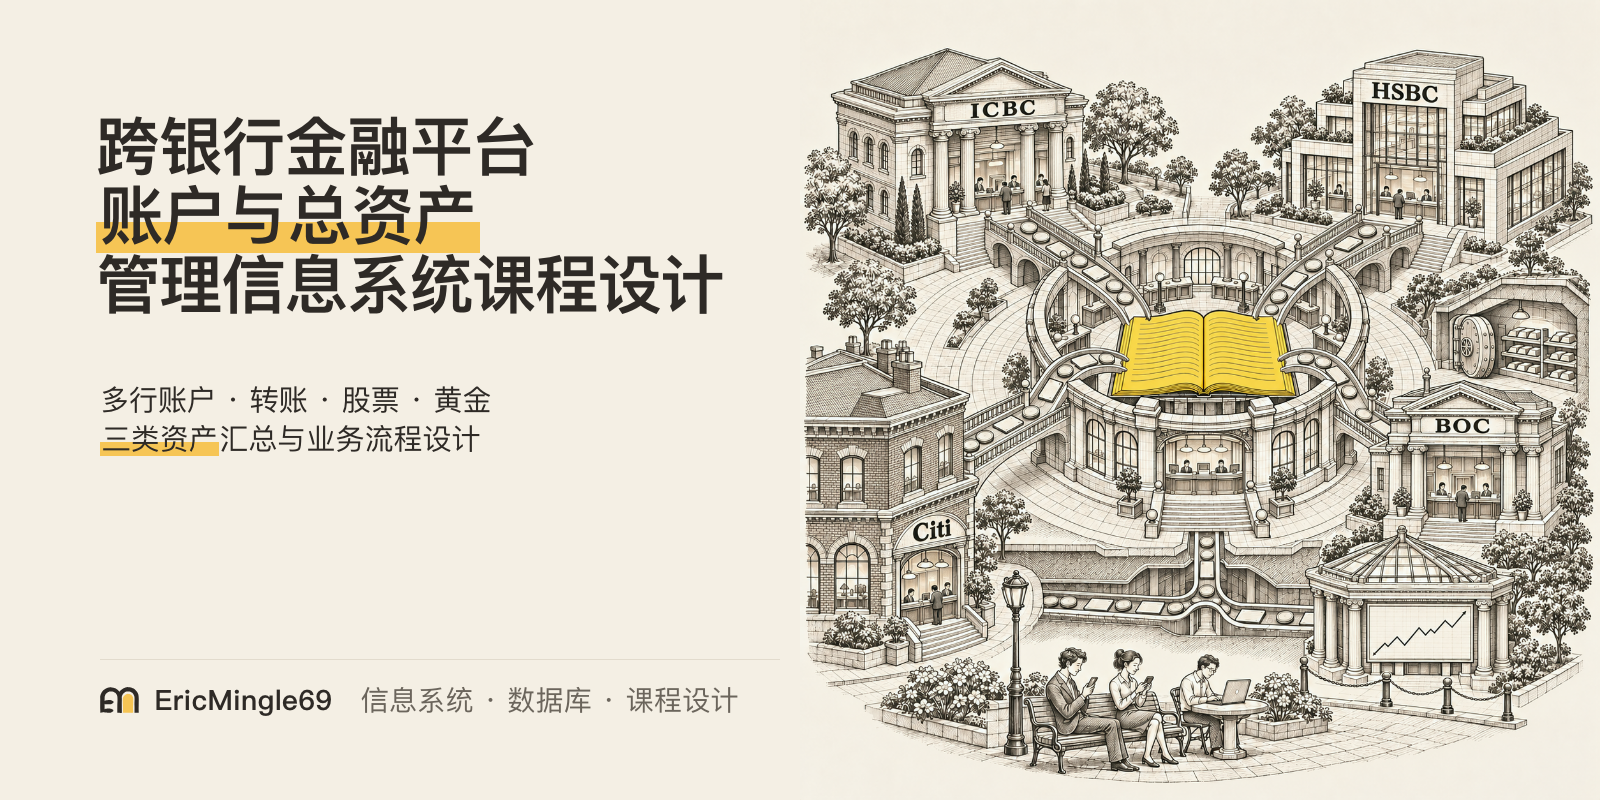 跨银行金融平台
账户与总资产
管理信息系统课程设计
多行账户 · 转账 · 股票 · 黄金
三类资产汇总与业务流程设计
EricMingle69 信息系统 · 数据库 · 课程设计
ICBC
HSBC
BOC
Citi